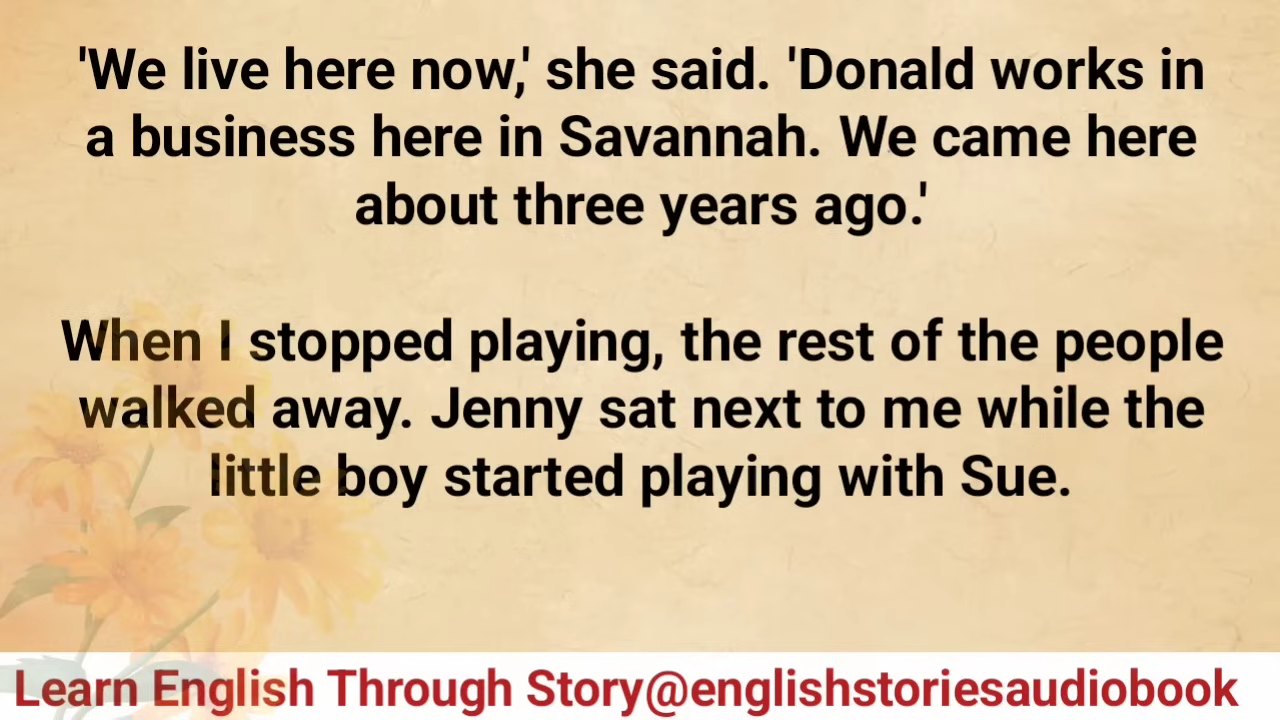 'We live here now,' she said. 'Donald works in
a business here in Savannah. We came here
about three years ago.'
When I stopped playing, the rest of the people
walked away. Jenny sat next to me while the
little boy started playing with Sue.
Learn English Through Story@englishstoriesaudiobook